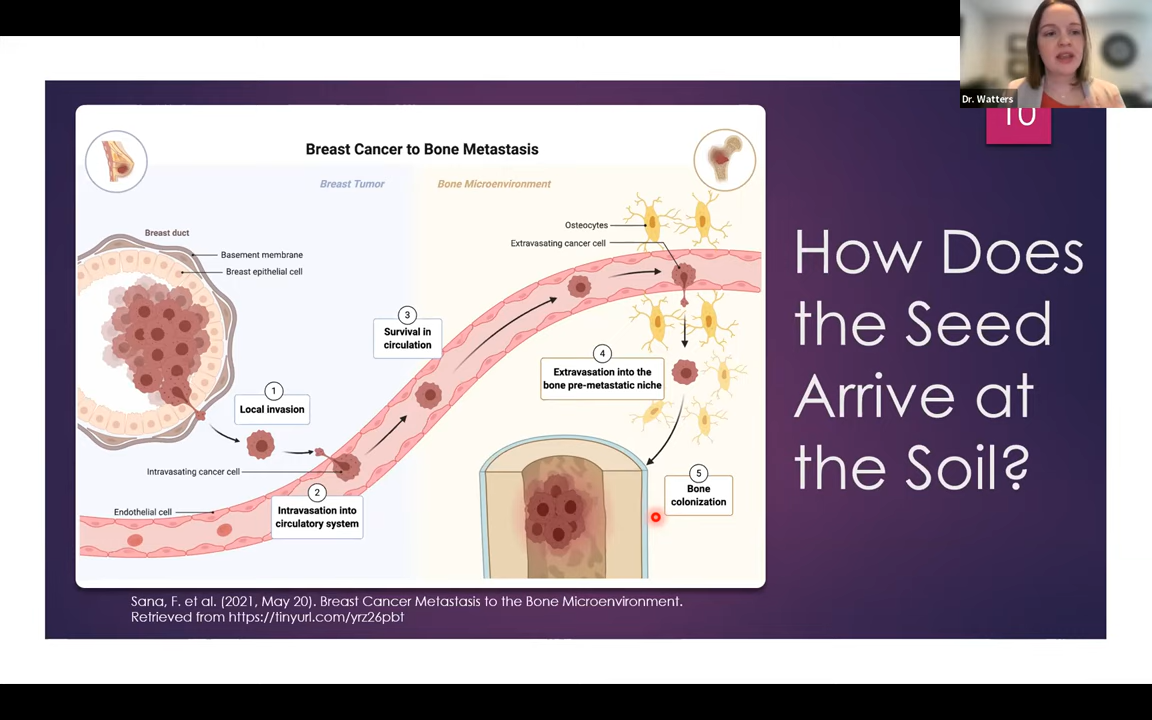 Dr. Watters
10
Breast Cancer to Bone Metastasis
Breast Tumor
Bone Microenvironment
Breast duct
Basement membrane
Breast epithelial cell
Osteocytes
Extravasating cancer cell
3
Survival in
circulation
4
Extravasation into the
bone pre-metastatic niche
1
Local invasion
Intravasating cancer cell
2
Intravasation into
circulatory system
Endothelial cell
5
Bone
colonization
How Does
the Seed
Arrive at
the Soil?
Sana, F. et al. (2021, May 20). Breast Cancer Metastasis to the Bone Microenvironment.
Retrieved from https://tinyurl.com/yrz26pbt